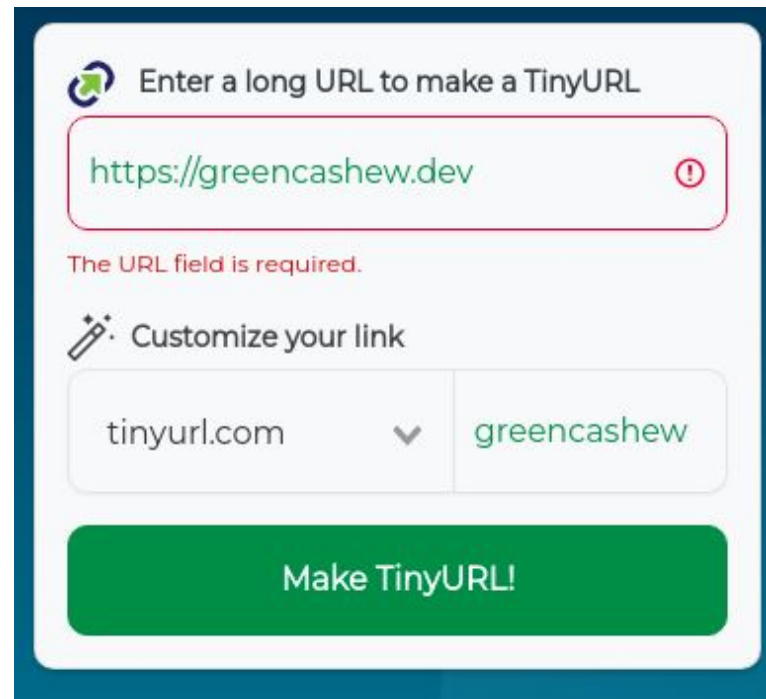 Enter a long URL to make a TinyURL
https://greencashew.dev
The URL field is required.
Customize your link
tinyurl.com
greencashew
Make TinyURL!